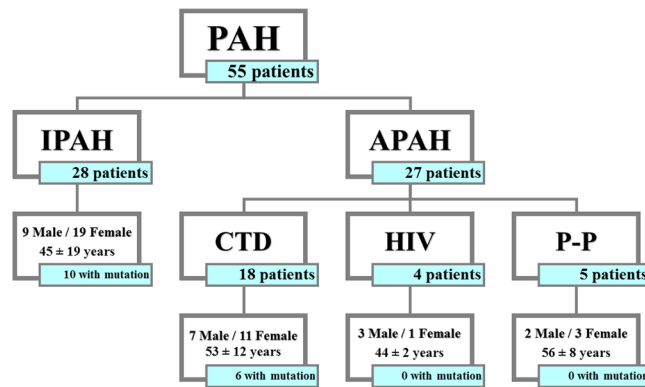 PAH
55 patients
IPAH
28 patients
APAH
27 patients
9 Male / 19 Female
45 ± 19 years
10 with mutation
CTD
18 patients
HIV
4 patients
P-P
5 patients
7 Male / 11 Female
53 ± 12 years
6 with mutation
3 Male / 1 Female
44 ± 2 years
0 with mutation
2 Male / 3 Female
56 ± 8 years
0 with mutation